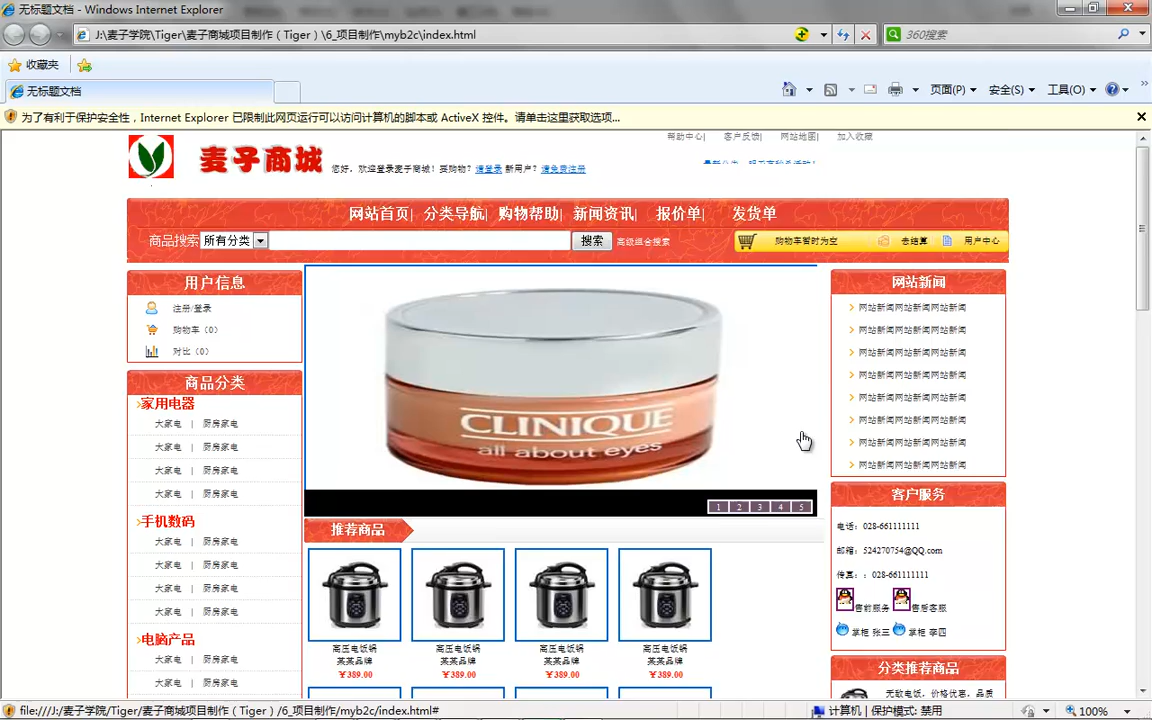 无标题文档 - Windows Internet Explorer
J:\麦子学院\Tiger\麦子商城项目制作（Tiger）\6_项目制作\myb2c\index.html
360搜索
收藏夹
无标题文档
页面(P)
安全(S)
工具(O)
为了有利于保护安全性，Internet Explorer 已限制此网页运行可以访问计算机的脚本或 ActiveX 控件。请单击这里获取选项...
帮助中心| 客户反馈| 网站地图| 加入收藏
麦子商城
您好，欢迎登录麦子商城！要购物？请登录 新用户？请免费注册
网站首页| 分类导航| 购物帮助| 新闻资讯| 报价单| 发货单
商品搜索 所有分类 搜索 高级组合搜索
购物车暂时为空 去结算 用户中心
用户信息
注册/登录
购物车（0）
对比（0）
商品分类
家用电器
大家电 | 厨房家电
大家电 | 厨房家电
大家电 | 厨房家电
大家电 | 厨房家电
手机数码
大家电 | 厨房家电
大家电 | 厨房家电
大家电 | 厨房家电
大家电 | 厨房家电
电脑产品
大家电 | 厨房家电
大家电 | 厨房家电
CLINIQUE
all about eyes
1 2 3 4 5
推荐商品
高压电饭锅 高压电饭锅 高压电饭锅 高压电饭锅
某某品牌 某某品牌 某某品牌 某某品牌
￥389.00 ￥389.00 ￥389.00 ￥389.00
网站新闻
网站新闻网站新闻网站新闻
网站新闻网站新闻网站新闻
网站新闻网站新闻网站新闻
网站新闻网站新闻网站新闻
网站新闻网站新闻网站新闻
网站新闻网站新闻网站新闻
网站新闻网站新闻网站新闻
网站新闻网站新闻网站新闻
客户服务
电话：028-661111111
邮箱：524270754@QQ.com
传真：：028-661111111
售前服务 售后客服
掌柜 张三 掌柜 李四
分类推荐商品
无敌电饭，价格优惠，品质
file:///J:/麦子学院/Tiger/麦子商城项目制作（Tiger）/6_项目制作/myb2c/index.html#
计算机 | 保护模式: 禁用
100%